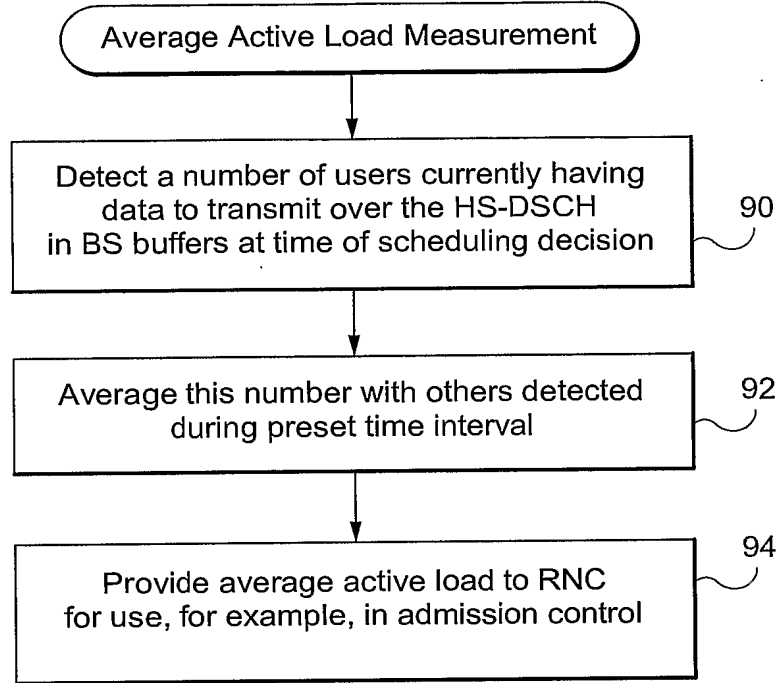 Average Active Load Measurement
Detect a number of users currently having
data to transmit over the HS-DSCH
in BS buffers at time of scheduling decision
90
Average this number with others detected
during preset time interval
92
Provide average active load to RNC
for use, for example, in admission control
94